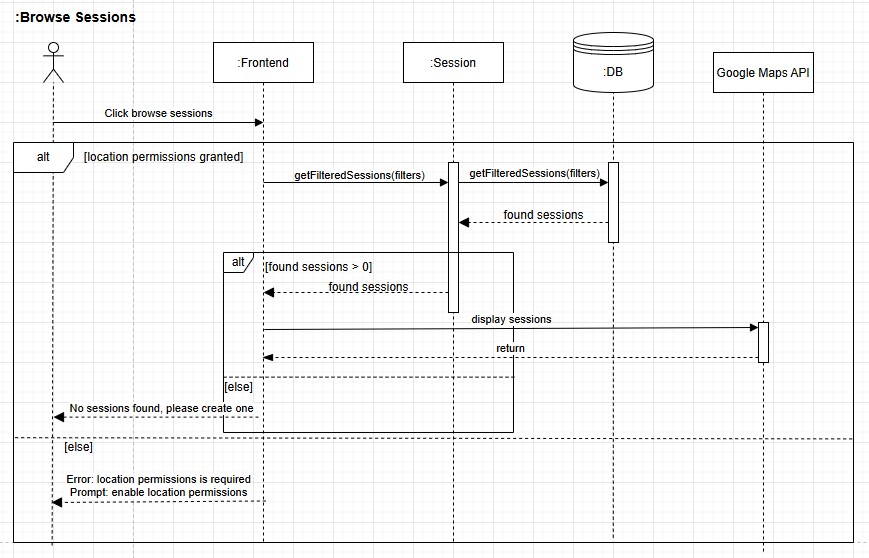 :Browse Sessions
:Frontend
:Session
:DB
Google Maps API
Click browse sessions
alt
[location permissions granted]
getFilteredSessions(filters)
getFilteredSessions(filters)
found sessions
alt
[found sessions > 0]
found sessions
display sessions
return
[else]
No sessions found, please create one
[else]
Error: location permissions is required
Prompt: enable location permissions